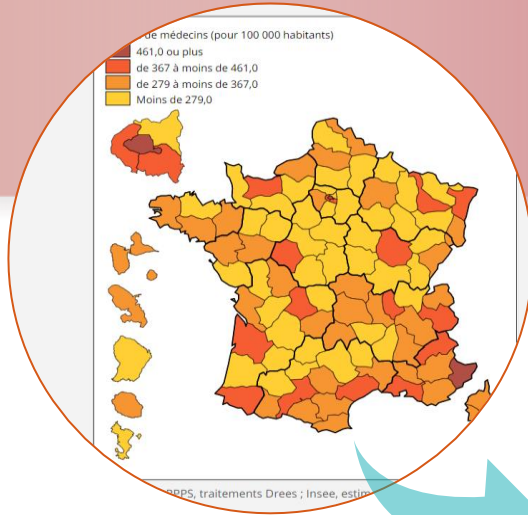 de médecins (pour 100 000 habitants)
461,0 ou plus
de 367 à moins de 461,0
de 279 à moins de 367,0
Moins de 279,0
RPPS, traitements Drees ; Insee, estim